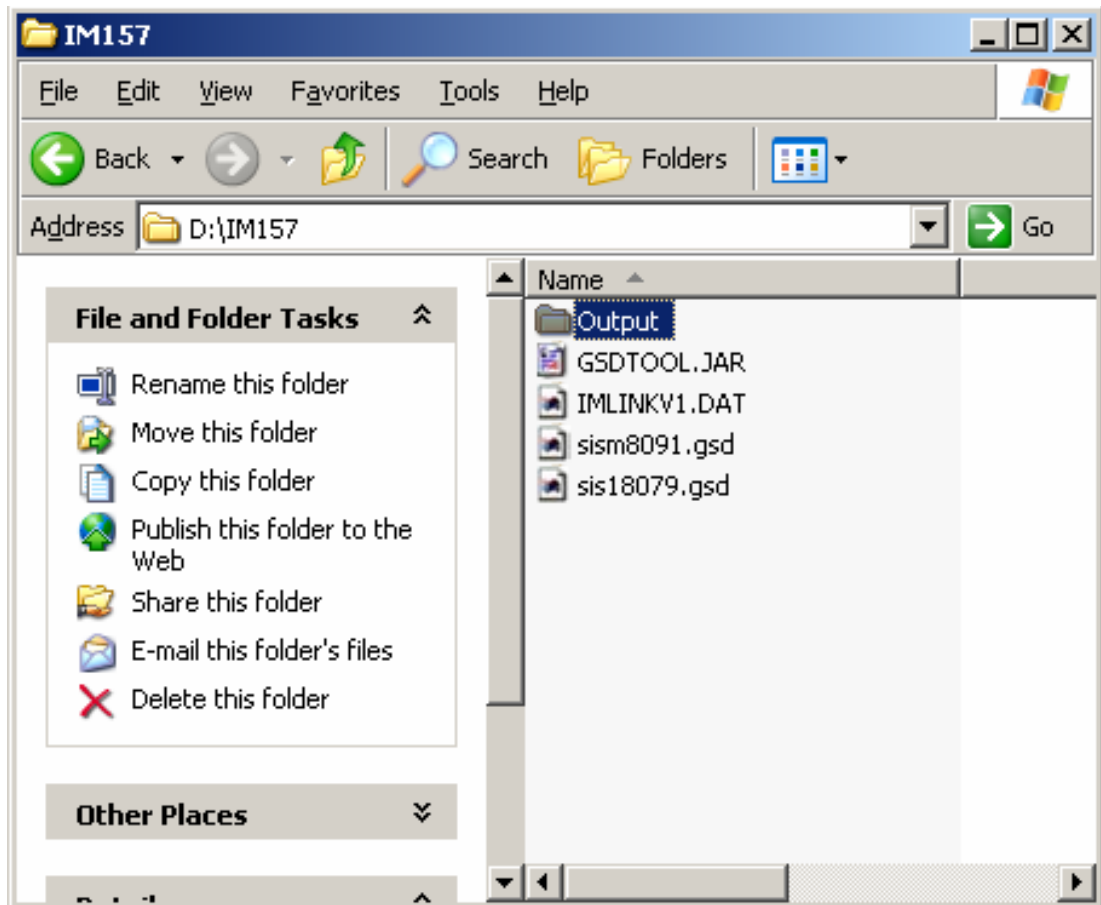 IM157
File Edit View Favorites Tools Help
Back Search Folders
Address D:\IM157 Go
File and Folder Tasks
Rename this folder
Move this folder
Copy this folder
Publish this folder to the
Web
Share this folder
E-mail this folder's files
Delete this folder
Other Places
Name
Output
GSDTOOL.JAR
IMLINKV1.DAT
sism8091.gsd
sis18079.gsd